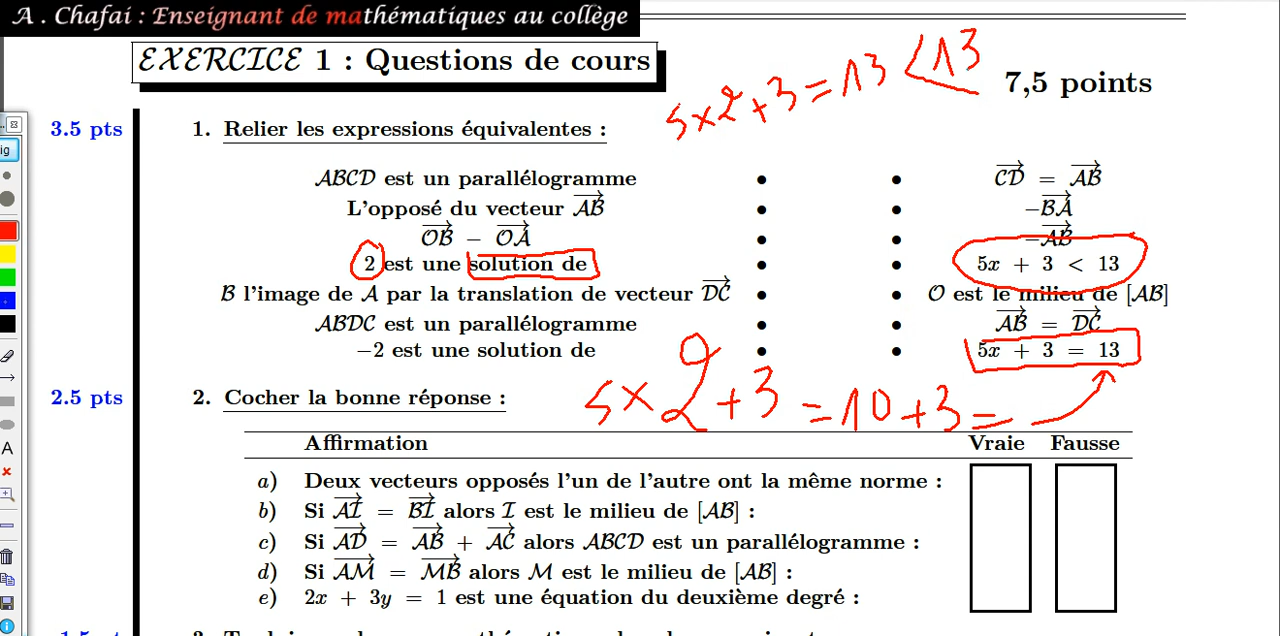 A . Chafai : Enseignant de mathématiques au collège
EXERCICE 1 : Questions de cours
5 × 2 + 3 = 13 < 13
7,5 points
3.5 pts
1. Relier les expressions équivalentes :
ABCD est un parallélogramme • • CD = AB
L'opposé du vecteur AB • • −BA
OB − OA • • −AB
2 est une solution de • • 5x + 3 < 13
B l'image de A par la translation de vecteur DC • • O est le milieu de [AB]
ABDC est un parallélogramme • • AB = DC
−2 est une solution de • • 5x + 3 = 13
2.5 pts
2. Cocher la bonne réponse :
5 × 2 + 3 = 10 + 3 =
Affirmation Vraie Fausse
a) Deux vecteurs opposés l'un de l'autre ont la même norme :
b) Si AI = BI alors I est le milieu de [AB] :
c) Si AD = AB + AC alors ABCD est un parallélogramme :
d) Si AM = MB alors M est le milieu de [AB] :
e) 2x + 3y = 1 est une équation du deuxième degré :